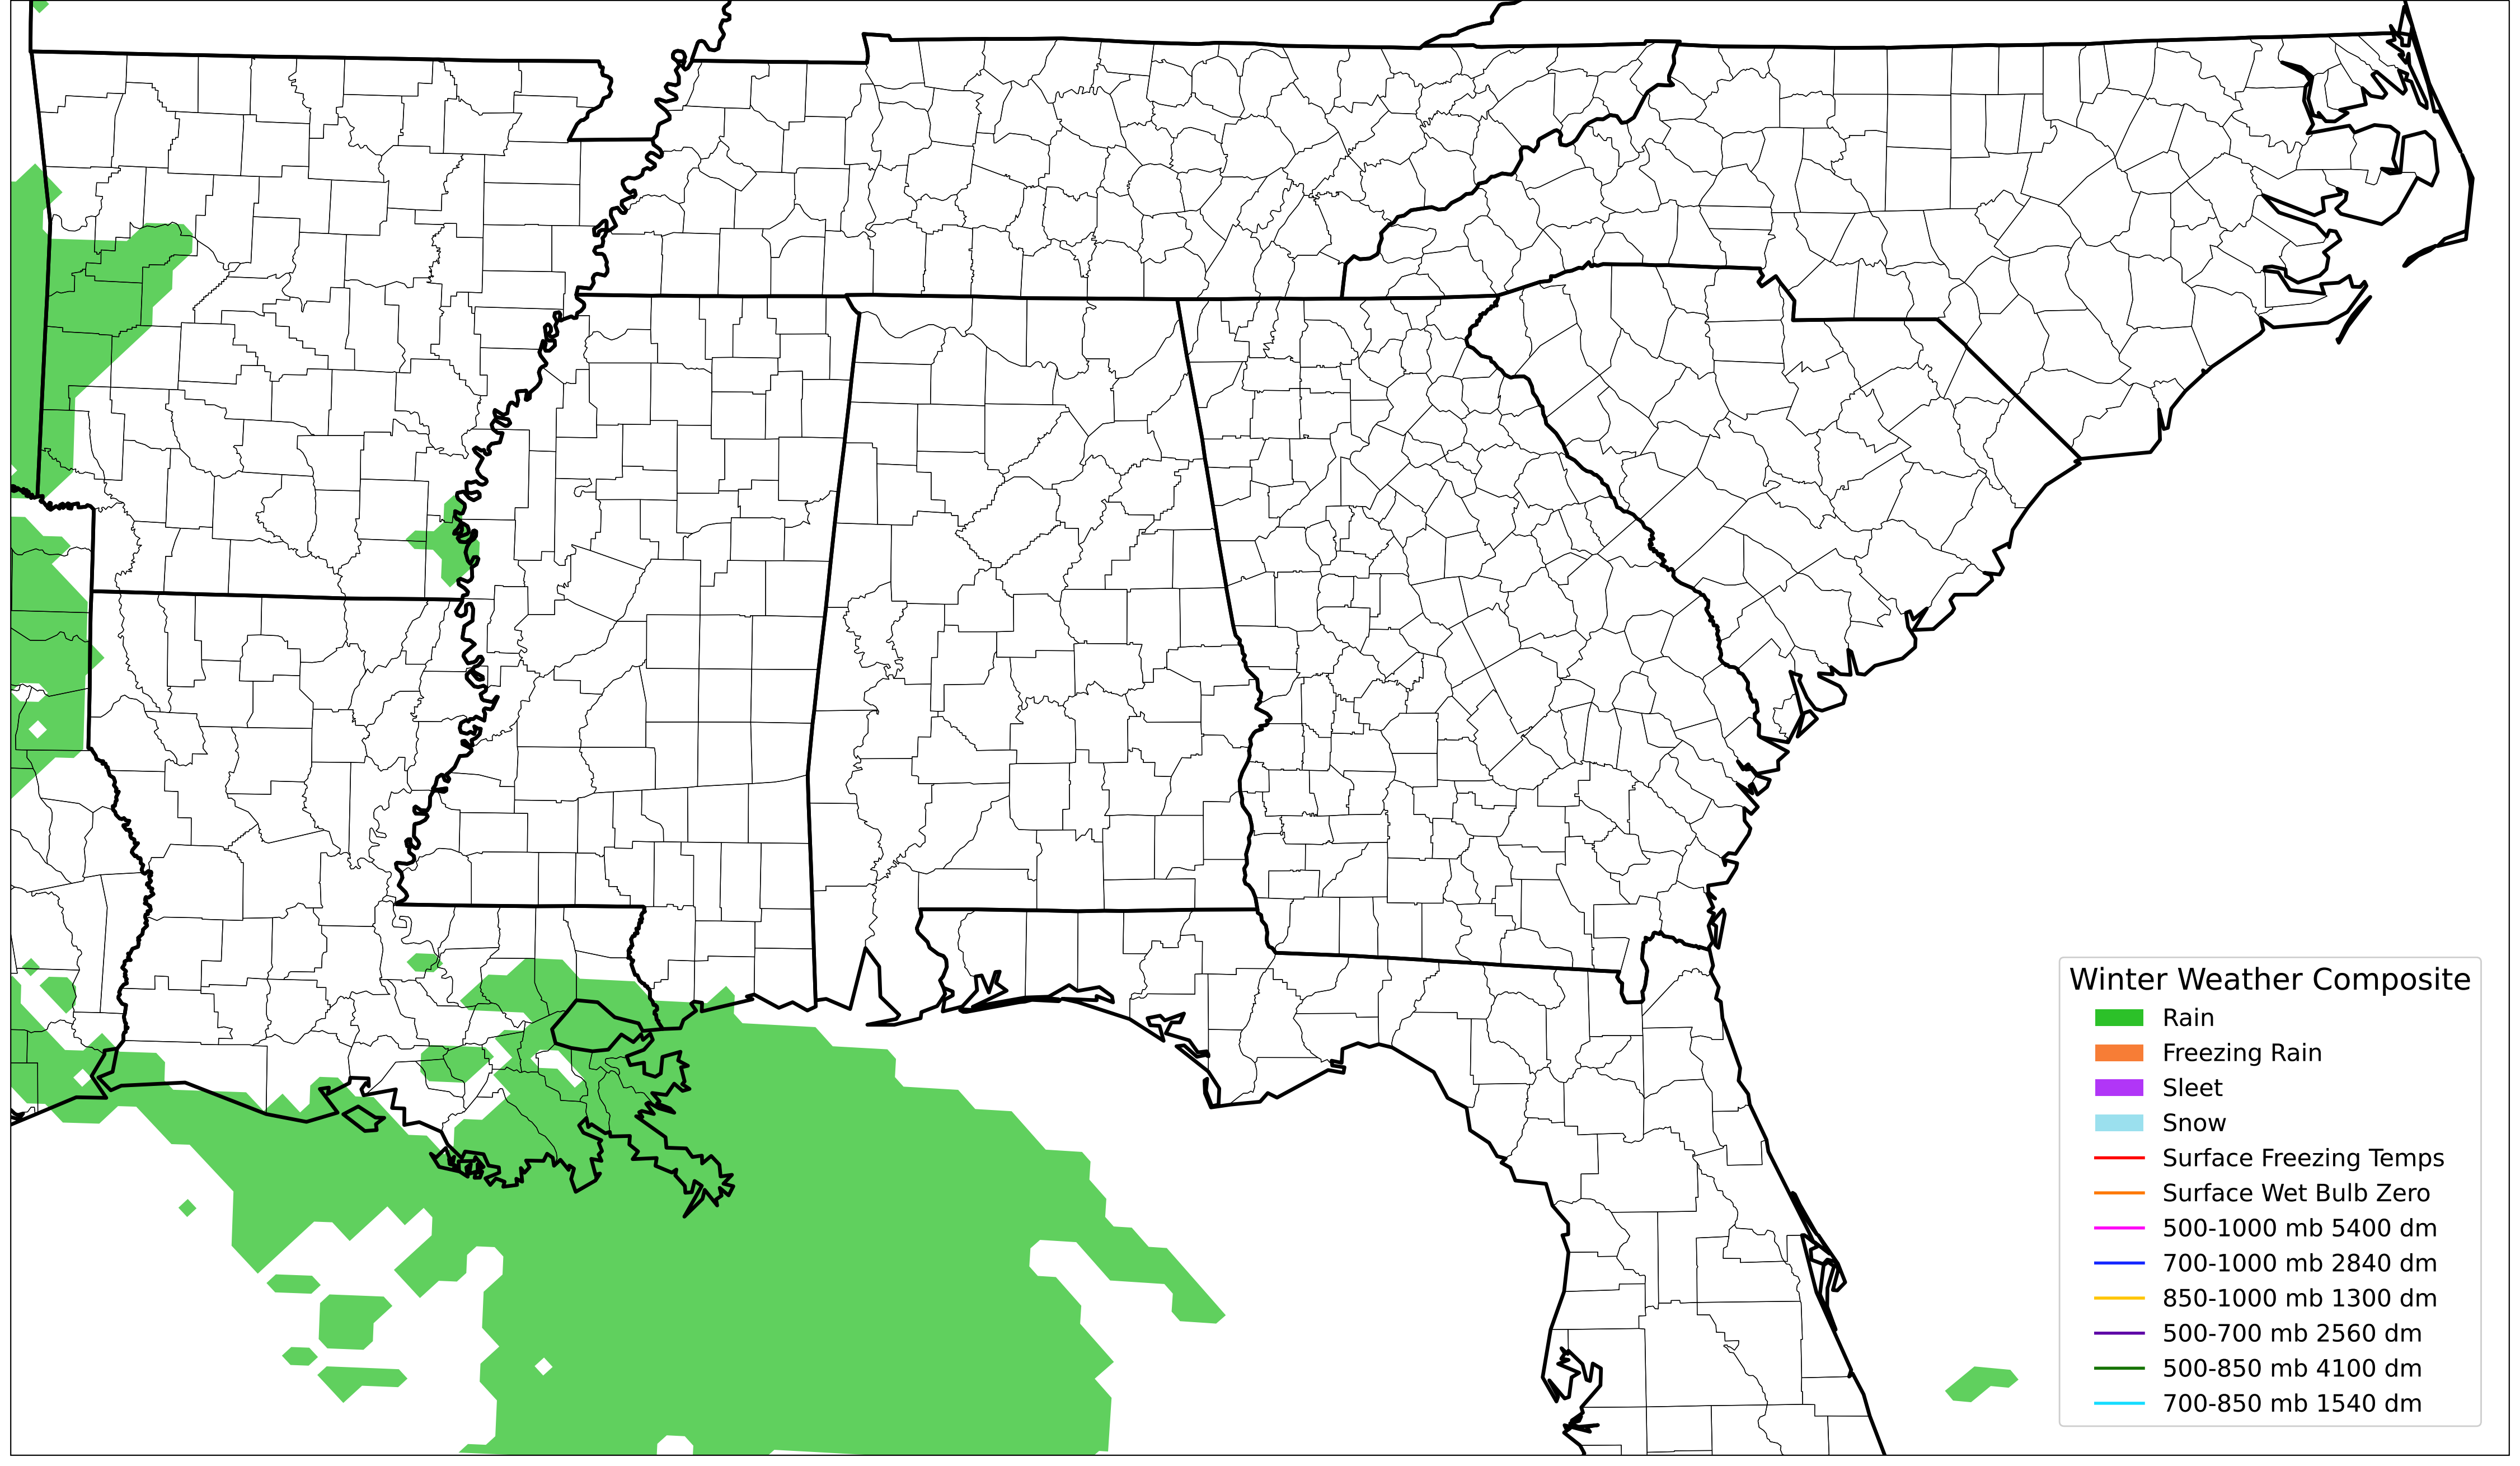 Winter Weather Composite
Rain
Freezing Rain
Sleet
Snow
Surface Freezing Temps
Surface Wet Bulb Zero
500-1000 mb 5400 dm
700-1000 mb 2840 dm
850-1000 mb 1300 dm
500-700 mb 2560 dm
500-850 mb 4100 dm
700-850 mb 1540 dm